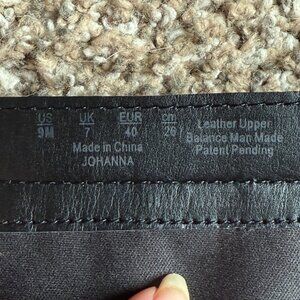 US UK EUR cm
9M 7 40 26
Made in China
JOHANNA
Leather Upper
Balance Man Made
Patent Pending